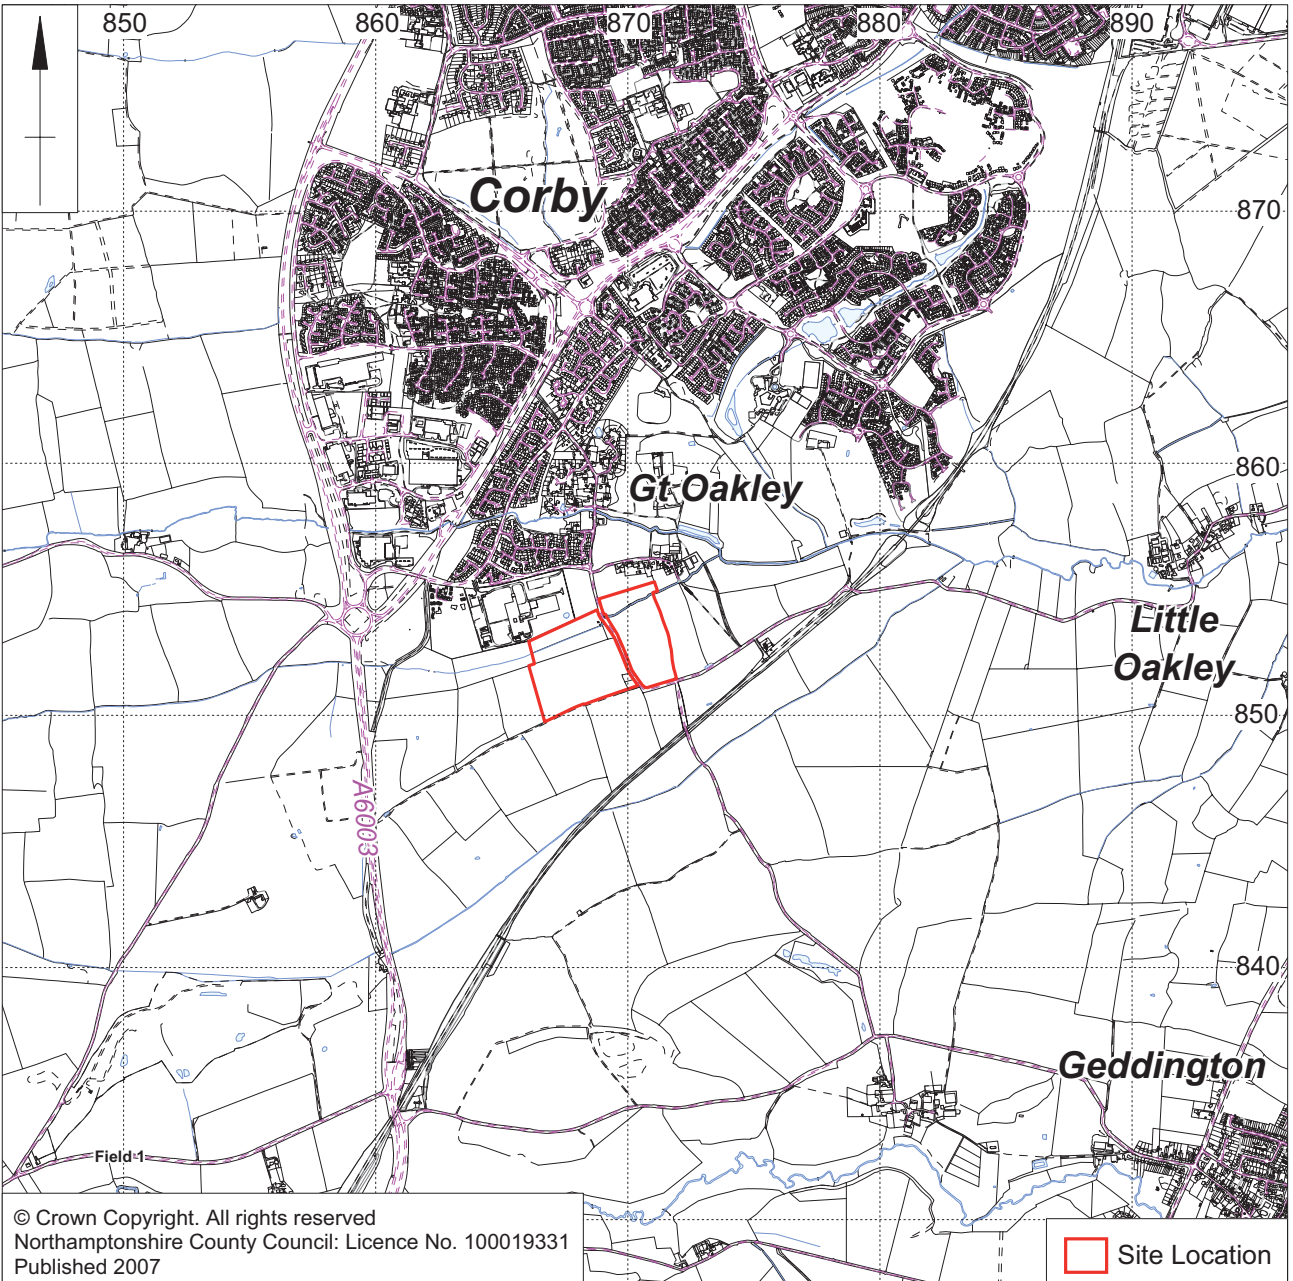 850
860
870
880
890
Corby
870
Gt Oakley
860
Little
Oakley
850
A6003
840
Geddington
Field 1
© Crown Copyright. All rights reserved
Northamptonshire County Council: Licence No. 100019331
Published 2007
Site Location